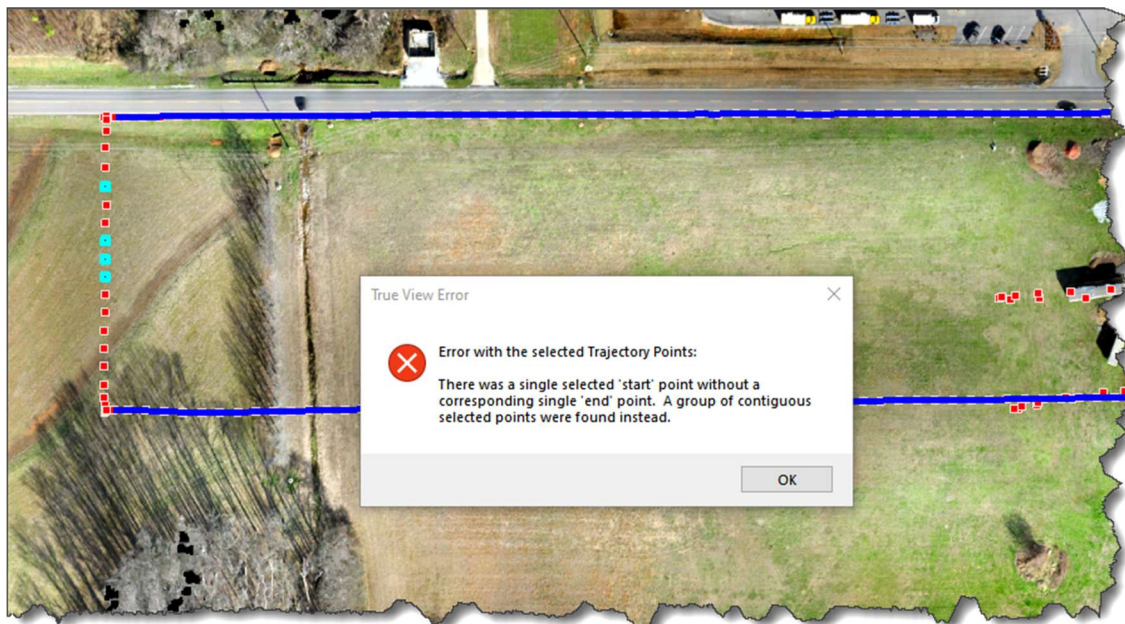 True View Error
Error with the selected Trajectory Points:
There was a single selected 'start' point without a
corresponding single 'end' point.  A group of contiguous
selected points were found instead.
OK